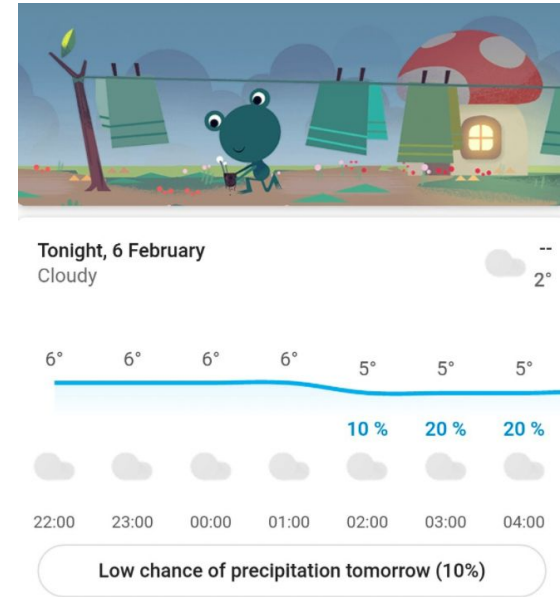 Tonight, 6 February
--
Cloudy
2°
6° 6° 6° 6° 5° 5° 5°
10 % 20 % 20 %
22:00 23:00 00:00 01:00 02:00 03:00 04:00
Low chance of precipitation tomorrow (10%)